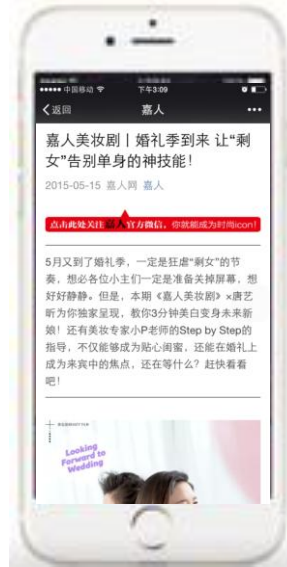 中国移动 下午3:09
返回 嘉人
嘉人美妆剧丨婚礼季到来 让“剩
女”告别单身的神技能！
2015-05-15 嘉人网 嘉人
点击此处关注嘉人官方微信，你就能成为时尚icon！
5月又到了婚礼季，一定是狂虐“剩女”的节
奏，想必各位小主们一定是准备关掉屏幕，想
好好静静。但是，本期《嘉人美妆剧》×唐艺
昕为你独家呈现，教你3分钟美白变身未来新
娘！还有美妆专家小P老师的Step by Step的
指导，不仅能够成为贴心闺蜜，还能在婚礼上
成为来宾中的焦点，还在等什么？赶快看看
吧！
Looking
Forward to
Wedding